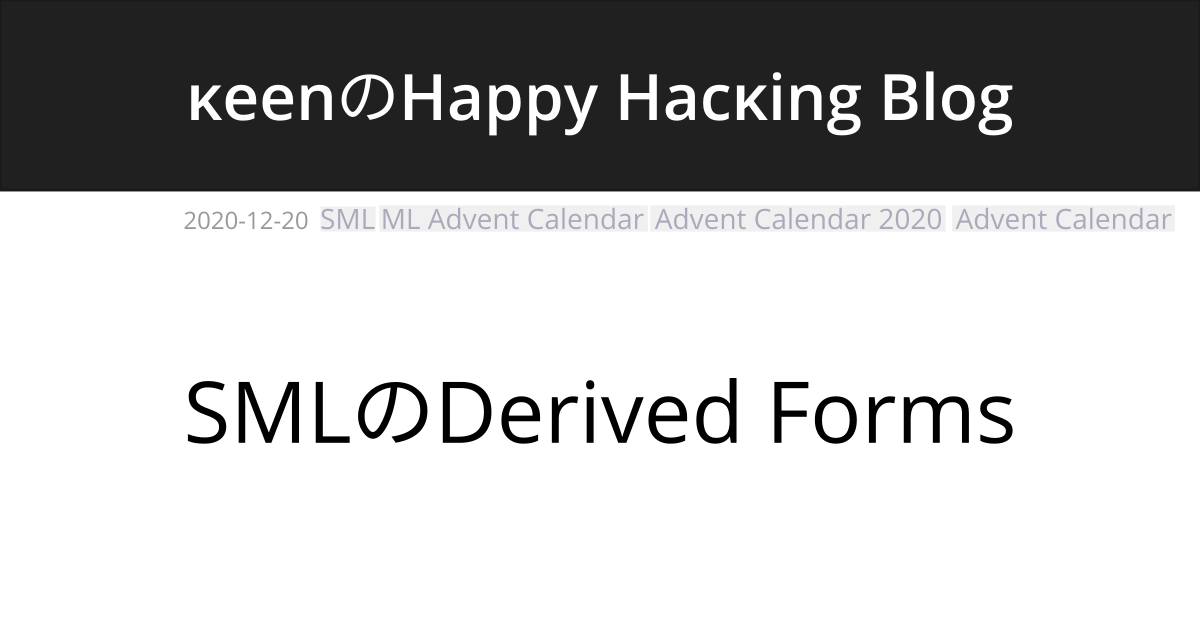 κeenのHappy Hacκing Blog
2020-12-20 SML ML Advent Calendar Advent Calendar 2020 Advent Calendar
SMLのDerived Forms